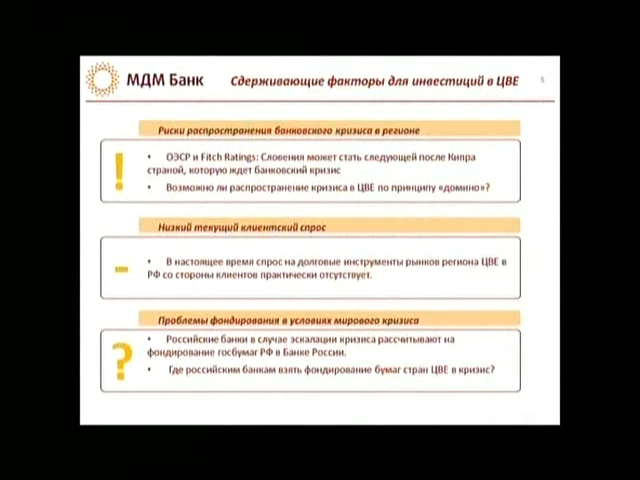 МДМ Банк
Сдерживающие факторы для инвестиций в ЦВЕ
5
Риски распространения банковского кризиса в регионе
!
• ОЭСР и Fitch Ratings: Словения может стать следующей после Кипра
страной, которую ждет банковский кризис
• Возможно ли распространение кризиса в ЦВЕ по принципу «домино»?
Низкий текущий клиентский спрос
–
• В настоящее время спрос на долговые инструменты рынков региона ЦВЕ в
РФ со стороны клиентов практически отсутствует.
Проблемы фондирования в условиях мирового кризиса
?
• Российские банки в случае эскалации кризиса рассчитывают на
фондирование госбумаг РФ в Банке России.
• Где российским банкам взять фондирование бумаг стран ЦВЕ в кризис?